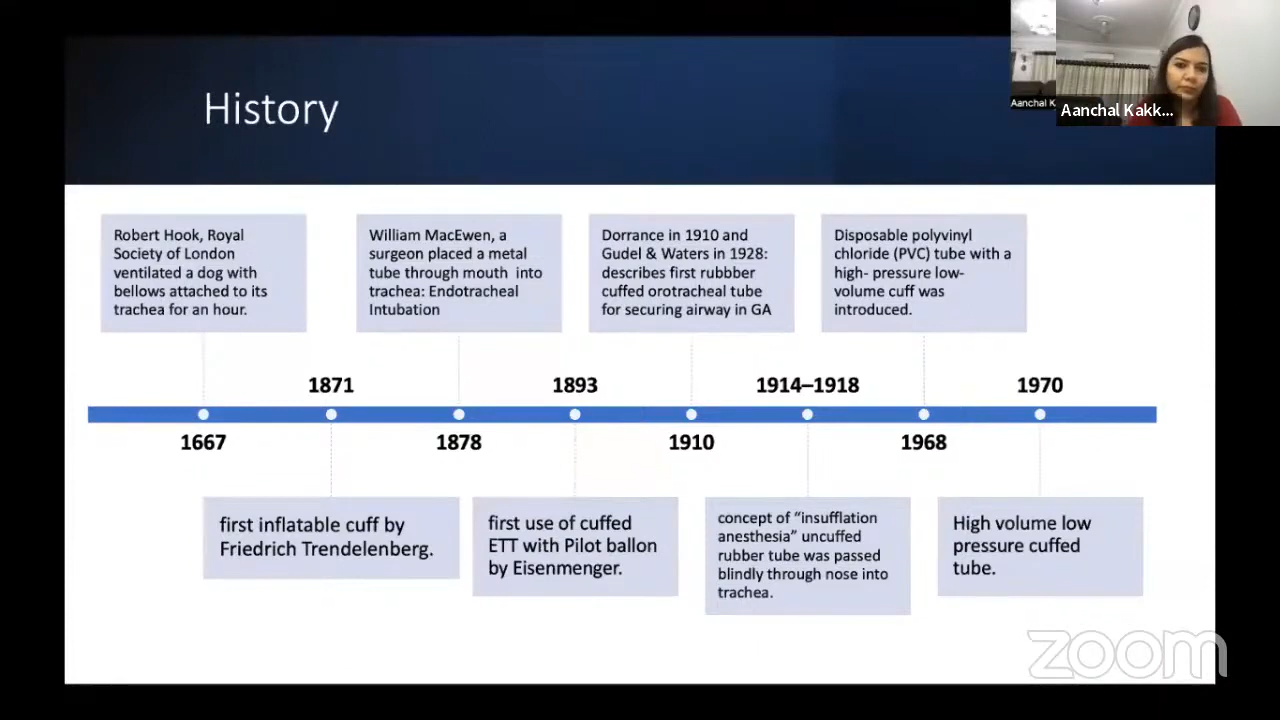 History
Aanchal K
Aanchal Kakk...
Robert Hook, Royal
Society of London
ventilated a dog with
bellows attached to its
trachea for an hour.
William MacEwen, a
surgeon placed a metal
tube through mouth into
trachea: Endotracheal
Intubation
Dorrance in 1910 and
Gudel & Waters in 1928:
describes first rubbber
cuffed orotracheal tube
for securing airway in GA
Disposable polyvinyl
chloride (PVC) tube with a
high- pressure low-
volume cuff was
introduced.
1871
1893
1914–1918
1970
1667
1878
1910
1968
first inflatable cuff by
Friedrich Trendelenberg.
first use of cuffed
ETT with Pilot ballon
by Eisenmenger.
concept of “insufflation
anesthesia” uncuffed
rubber tube was passed
blindly through nose into
trachea.
High volume low
pressure cuffed
tube.
zoom